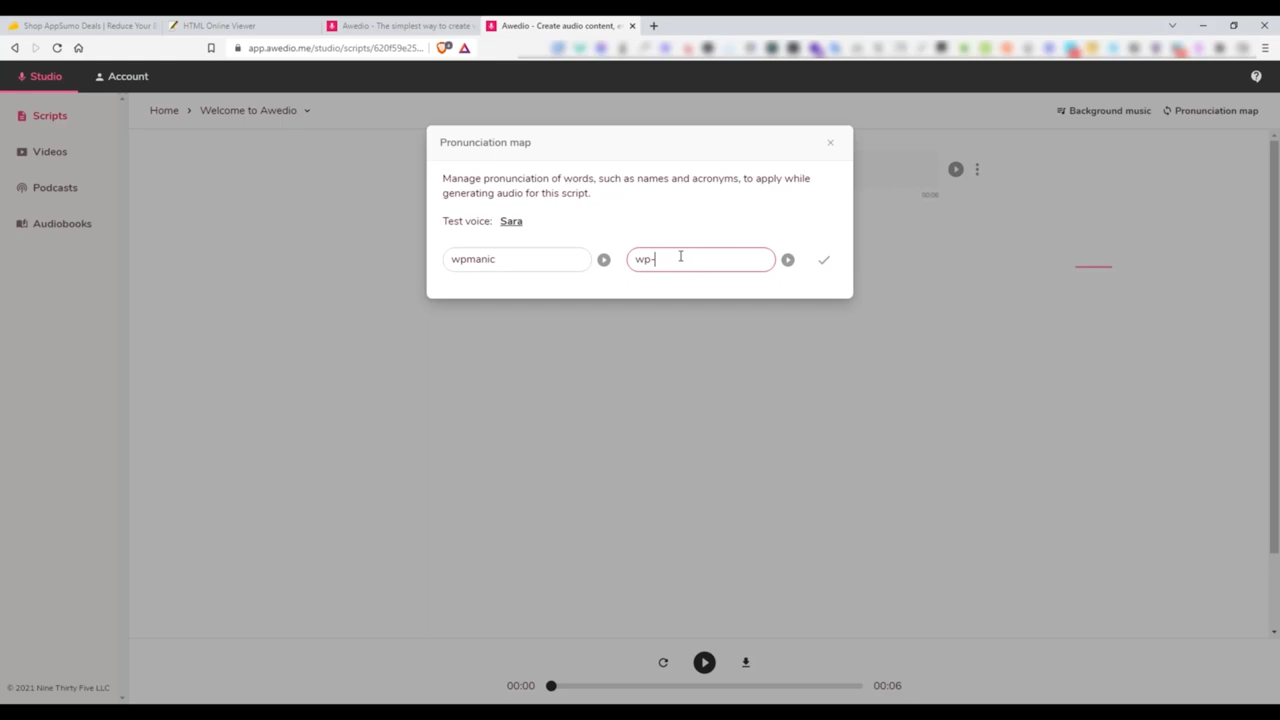 Shop AppSumo Deals | Reduce Your
HTML Online Viewer
Awedio - The simplest way to create
Awedio - Create audio content, e
app.awedio.me/studio/scripts/620f59e25...
Studio
Account
Scripts
Videos
Podcasts
Audiobooks
Home > Welcome to Awedio
Background music
Pronunciation map
Pronunciation map
Manage pronunciation of words, such as names and acronyms, to apply while
generating audio for this script.
Test voice: Sara
wpmanic
wp-
00:06
© 2021 Nine Thirty Five LLC
00:00
00:06